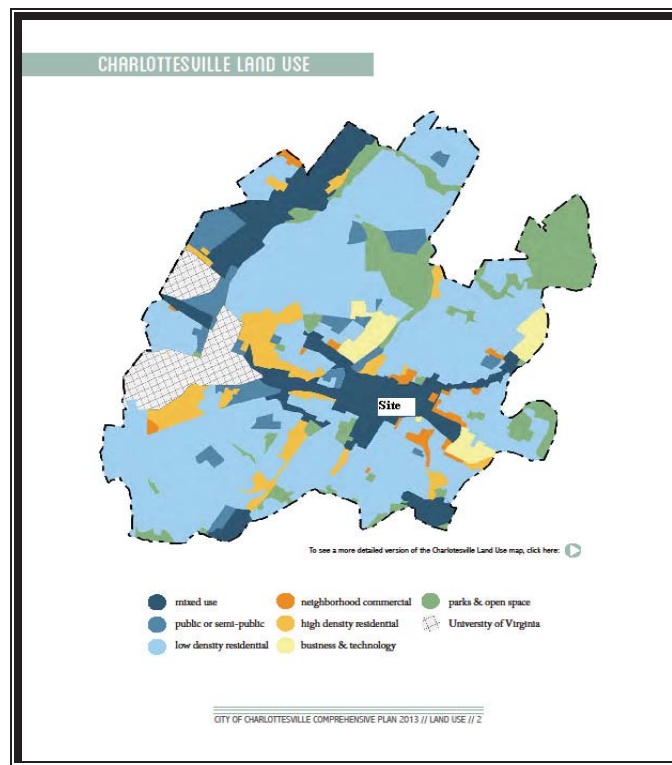 CHARLOTTESVILLE LAND USE
Site
To see a more detailed version of the Charlottesville Land Use map, click here:
mixed use
public or semi-public
low density residential
neighborhood commercial
high density residential
business & technology
parks & open space
University of Virginia
CITY OF CHARLOTTESVILLE COMPREHENSIVE PLAN 2013 // LAND USE // 2